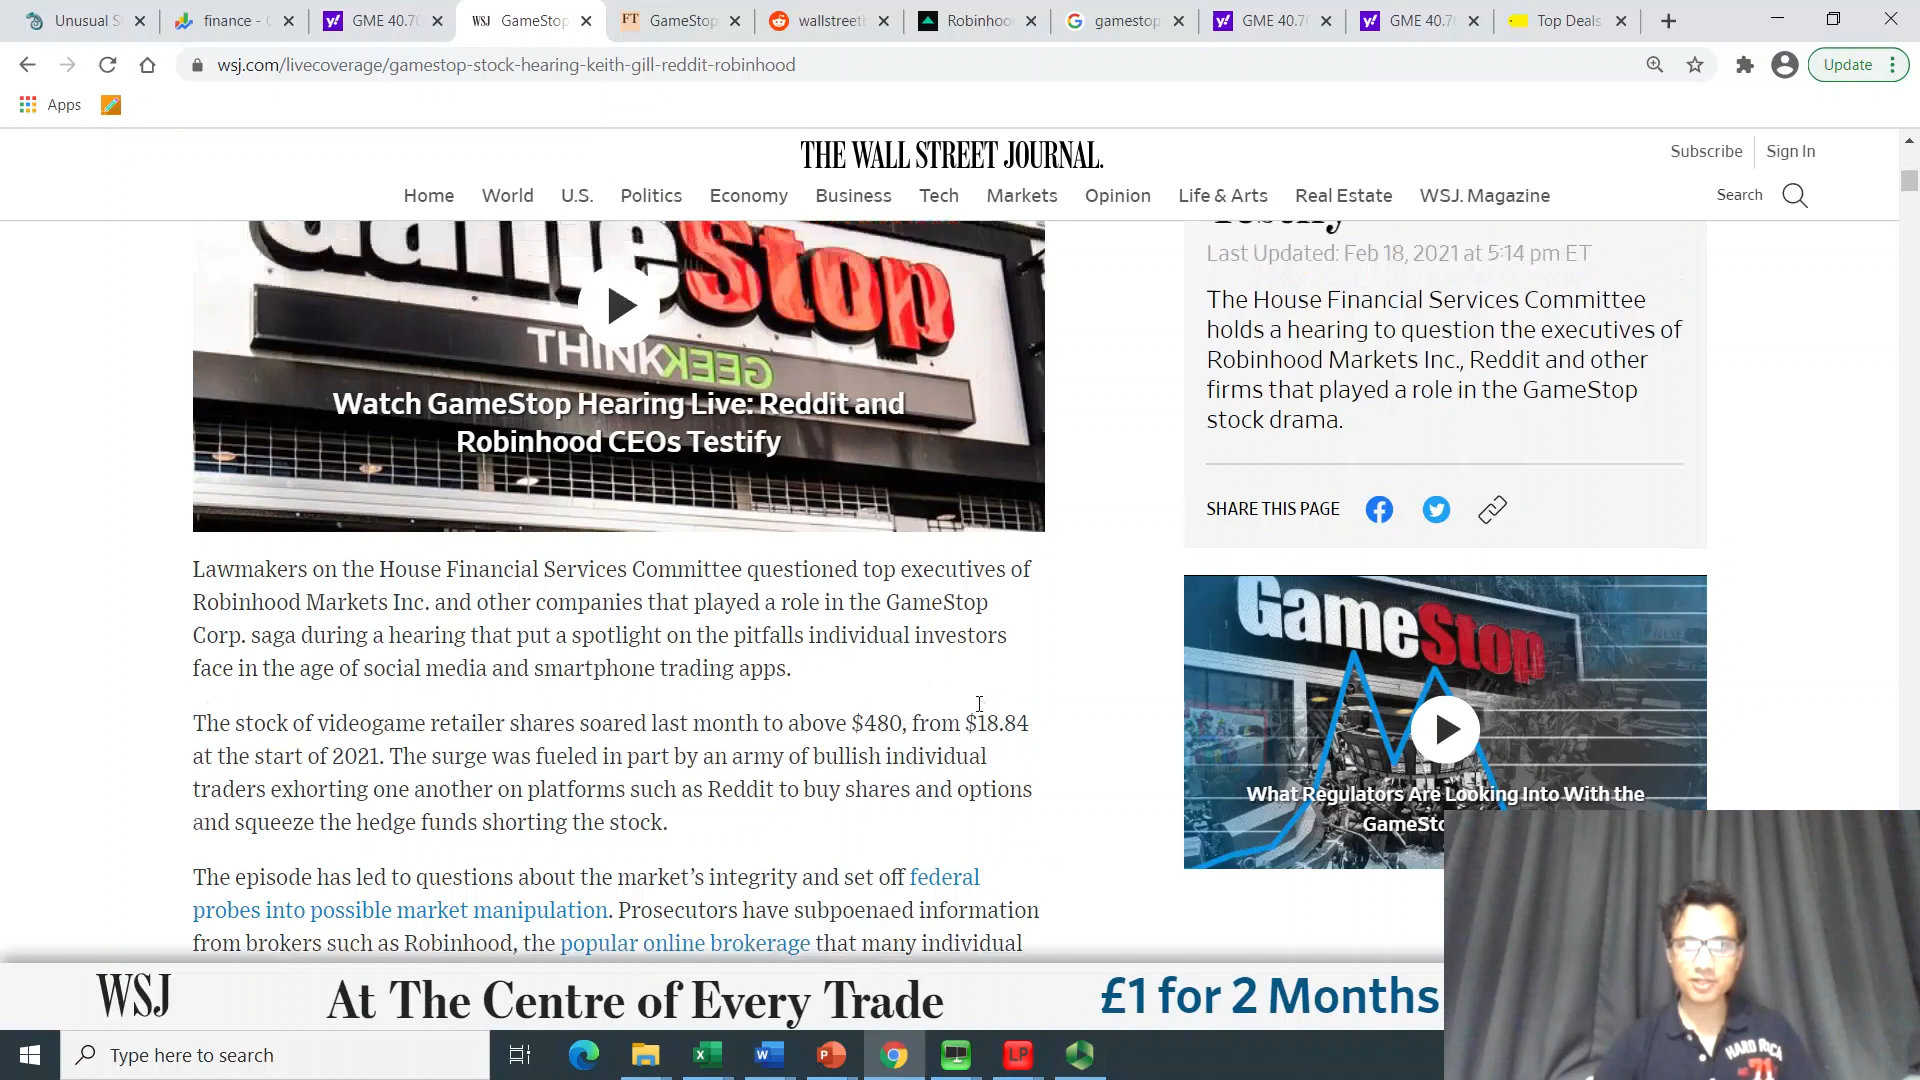 Unusual S
finance - G
GME 40.70
GameStop
GameStop
wallstreetb
Robinhoo
gamestop
GME 40.70
GME 40.70
Top Deals
wsj.com/livecoverage/gamestop-stock-hearing-keith-gill-reddit-robinhood
Update
Apps
THE WALL STREET JOURNAL.
Subscribe
Sign In
Home World U.S. Politics Economy Business Tech Markets Opinion Life & Arts Real Estate WSJ. Magazine
Search
GameStop
THINKGEEK
Watch GameStop Hearing Live: Reddit and
Robinhood CEOs Testify
Lawmakers on the House Financial Services Committee questioned top executives of
Robinhood Markets Inc. and other companies that played a role in the GameStop
Corp. saga during a hearing that put a spotlight on the pitfalls individual investors
face in the age of social media and smartphone trading apps.
The stock of videogame retailer shares soared last month to above $480, from $18.84
at the start of 2021. The surge was fueled in part by an army of bullish individual
traders exhorting one another on platforms such as Reddit to buy shares and options
and squeeze the hedge funds shorting the stock.
The episode has led to questions about the market’s integrity and set off federal
probes into possible market manipulation. Prosecutors have subpoenaed information
from brokers such as Robinhood, the popular online brokerage that many individual
Testify
Last Updated: Feb 18, 2021 at 5:14 pm ET
The House Financial Services Committee
holds a hearing to question the executives of
Robinhood Markets Inc., Reddit and other
firms that played a role in the GameStop
stock drama.
SHARE THIS PAGE
GameStop
What Regulators Are Looking Into With the
GameSto
WSJ
At The Centre of Every Trade
£1 for 2 Months
HARD RICK
71
Type here to search